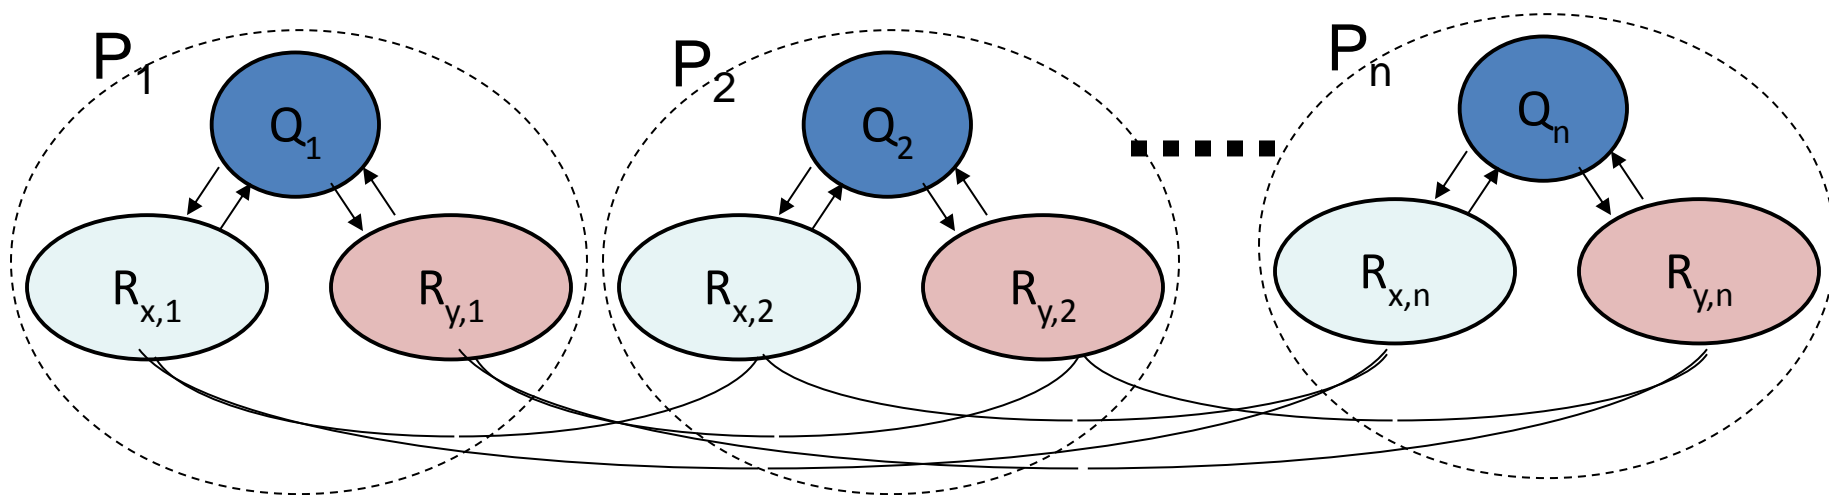 P1
P2
Pn
Q1
Q2
Qn
Rx,1
Ry,1
Rx,2
Ry,2
Rx,n
Ry,n